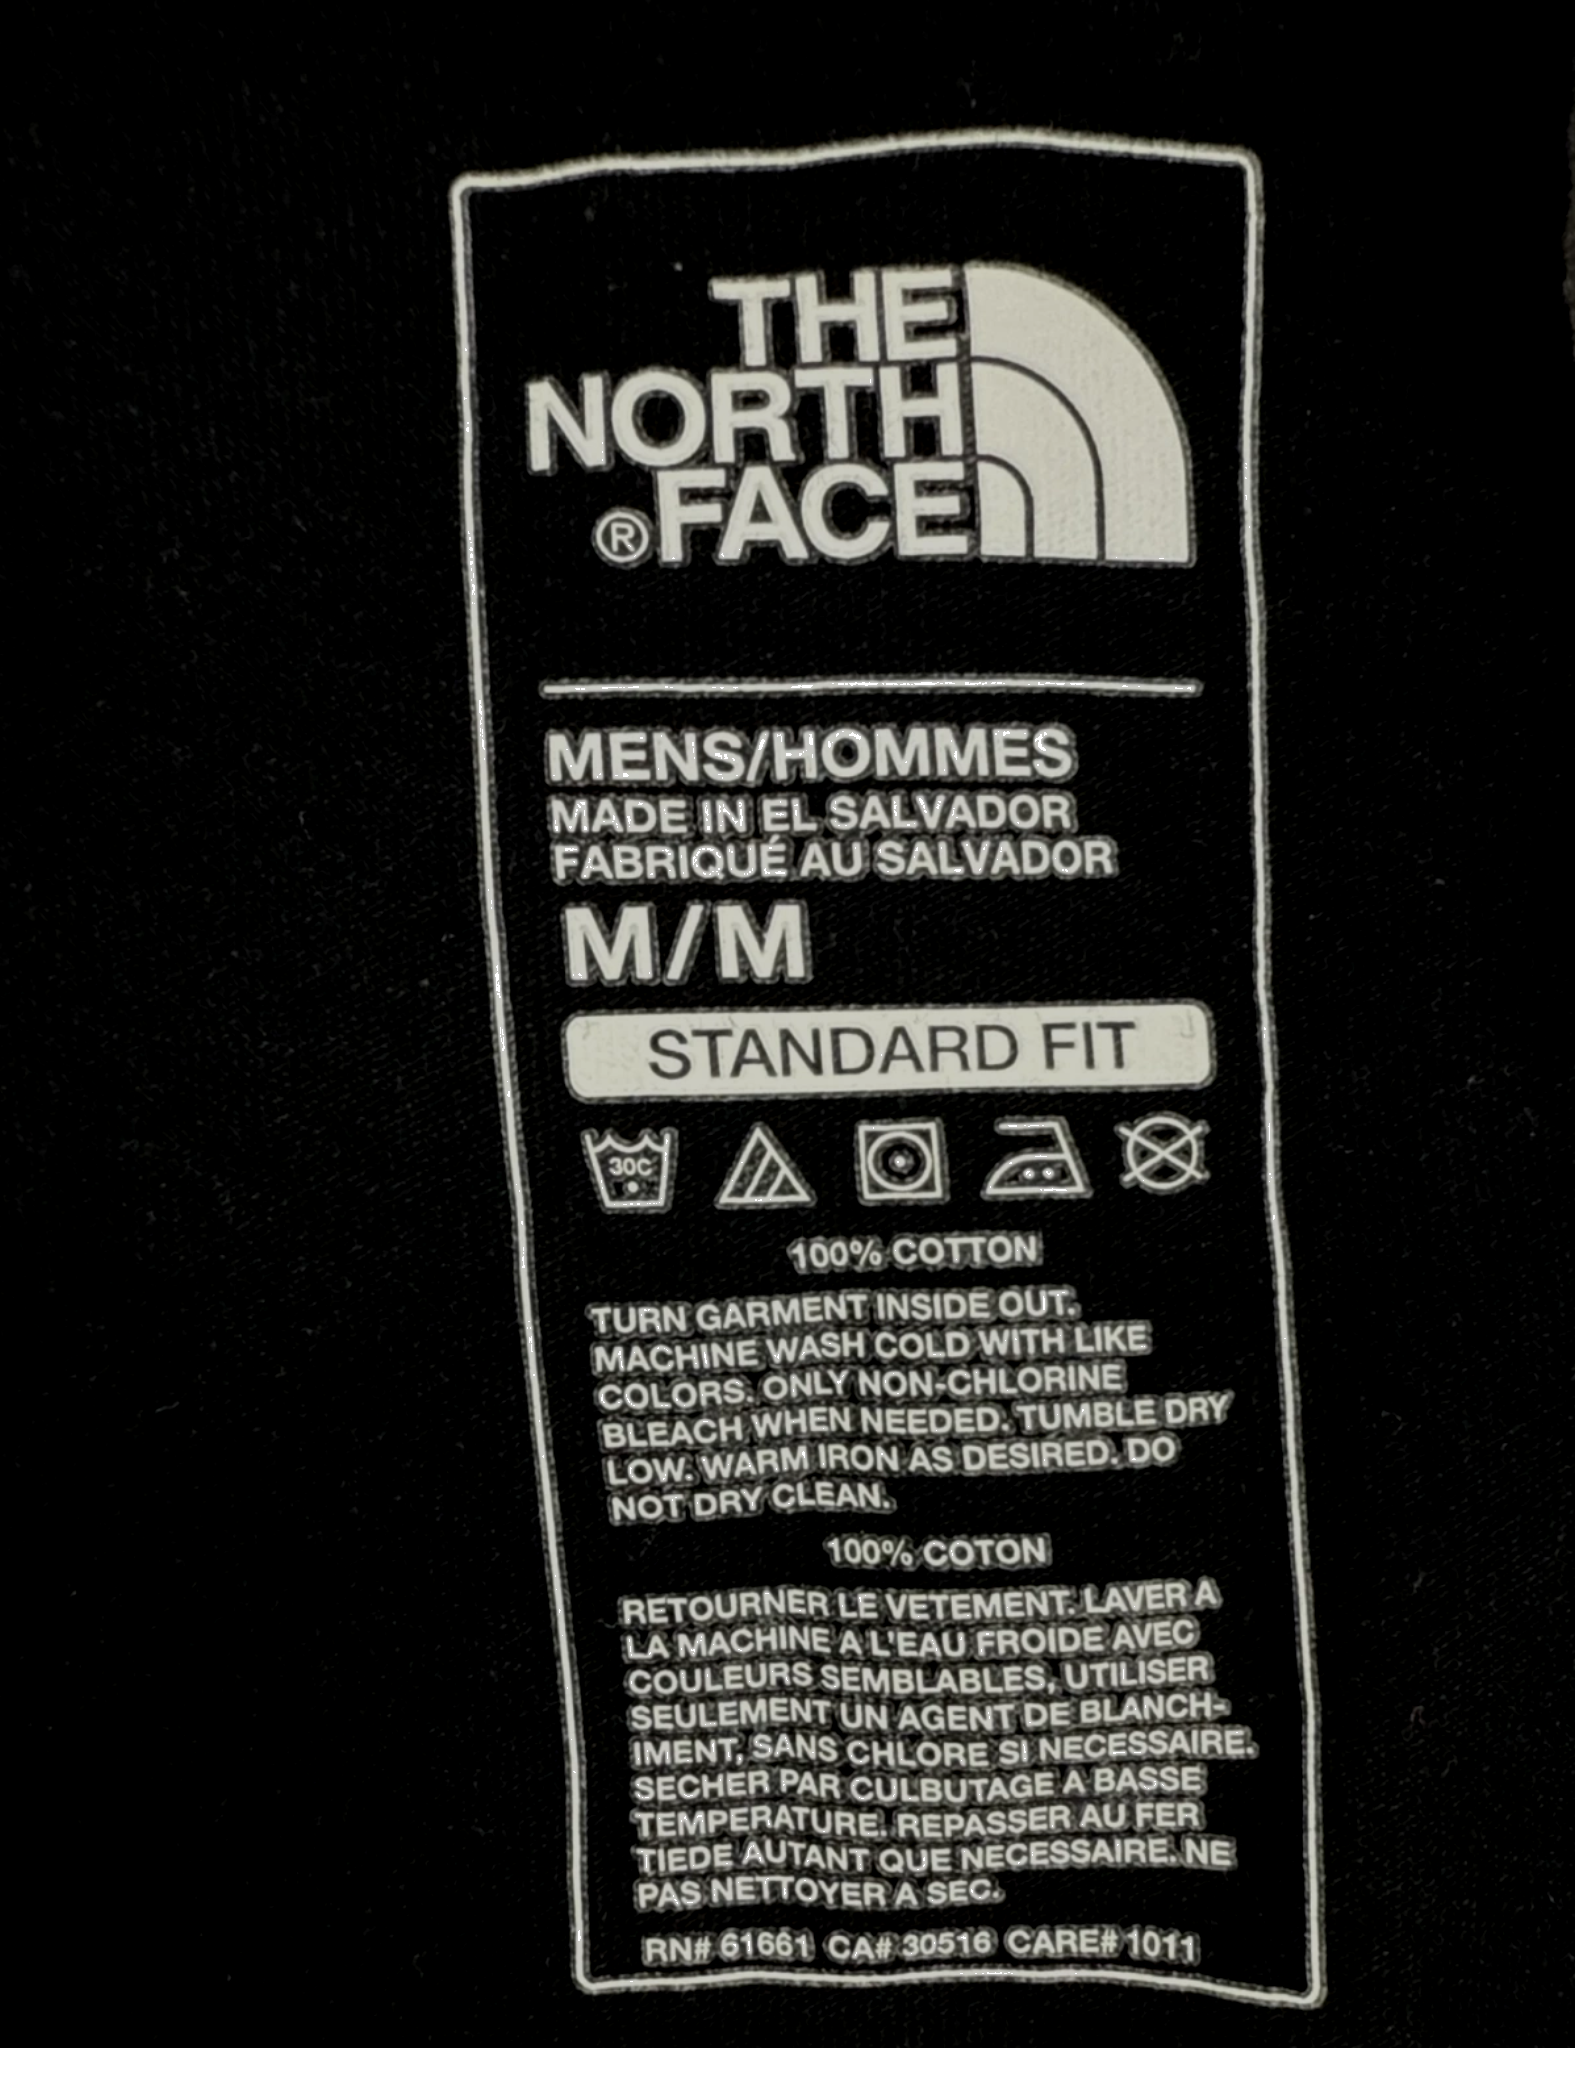 THE
NORTH
®FACE
MENS/HOMMES
MADE IN EL SALVADOR
FABRIQUÉ AU SALVADOR
M/M
STANDARD FIT
30C
100% COTTON
TURN GARMENT INSIDE OUT.
MACHINE WASH COLD WITH LIKE
COLORS. ONLY NON-CHLORINE
BLEACH WHEN NEEDED. TUMBLE DRY
LOW. WARM IRON AS DESIRED. DO
NOT DRY CLEAN.
100% COTON
RETOURNER LE VETEMENT. LAVER A
LA MACHINE A L'EAU FROIDE AVEC
COULEURS SEMBLABLES, UTILISER
SEULEMENT UN AGENT DE BLANCH-
IMENT, SANS CHLORE SI NECESSAIRE.
SECHER PAR CULBUTAGE A BASSE
TEMPERATURE. REPASSER AU FER
TIEDE AUTANT QUE NECESSAIRE. NE
PAS NETTOYER A SEC.
RN# 61661 CA# 30516 CARE# 1011